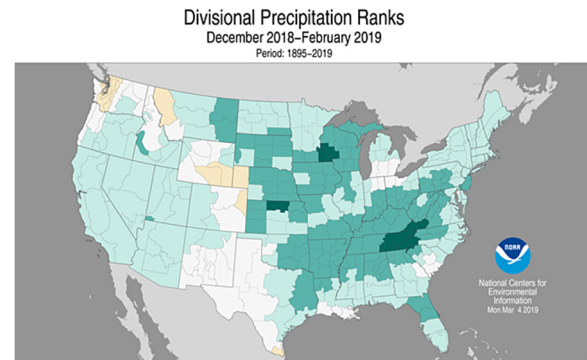 Divisional Precipitation Ranks
December 2018–February 2019
Period: 1895–2019
NOAA
National Centers for
Environmental
Information
Mon Mar 4 2019